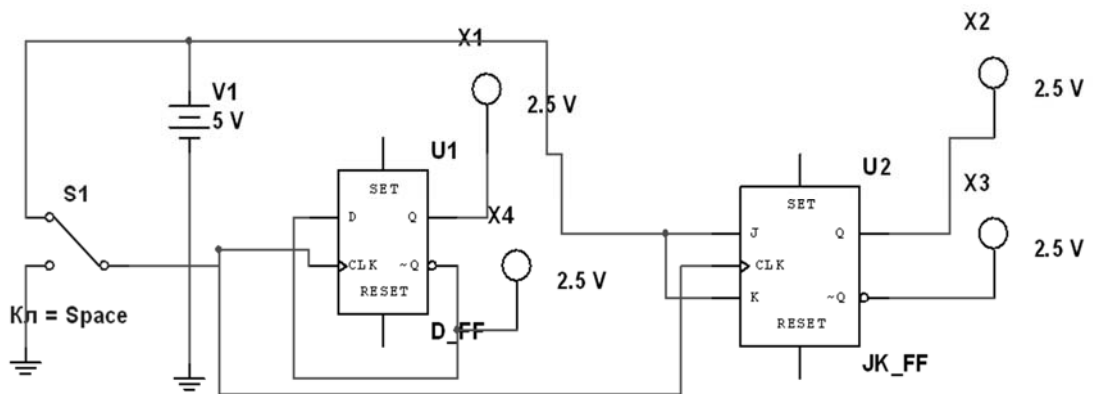 X1
X2
V1
5 V
2.5 V
2.5 V
U1
U2
S1
SET
SET
X3
D
Q
X4
J
Q
2.5 V
CLK
~Q
2.5 V
CLK
RESET
K
~Q
Кл = Space
D_FF
RESET
JK_FF